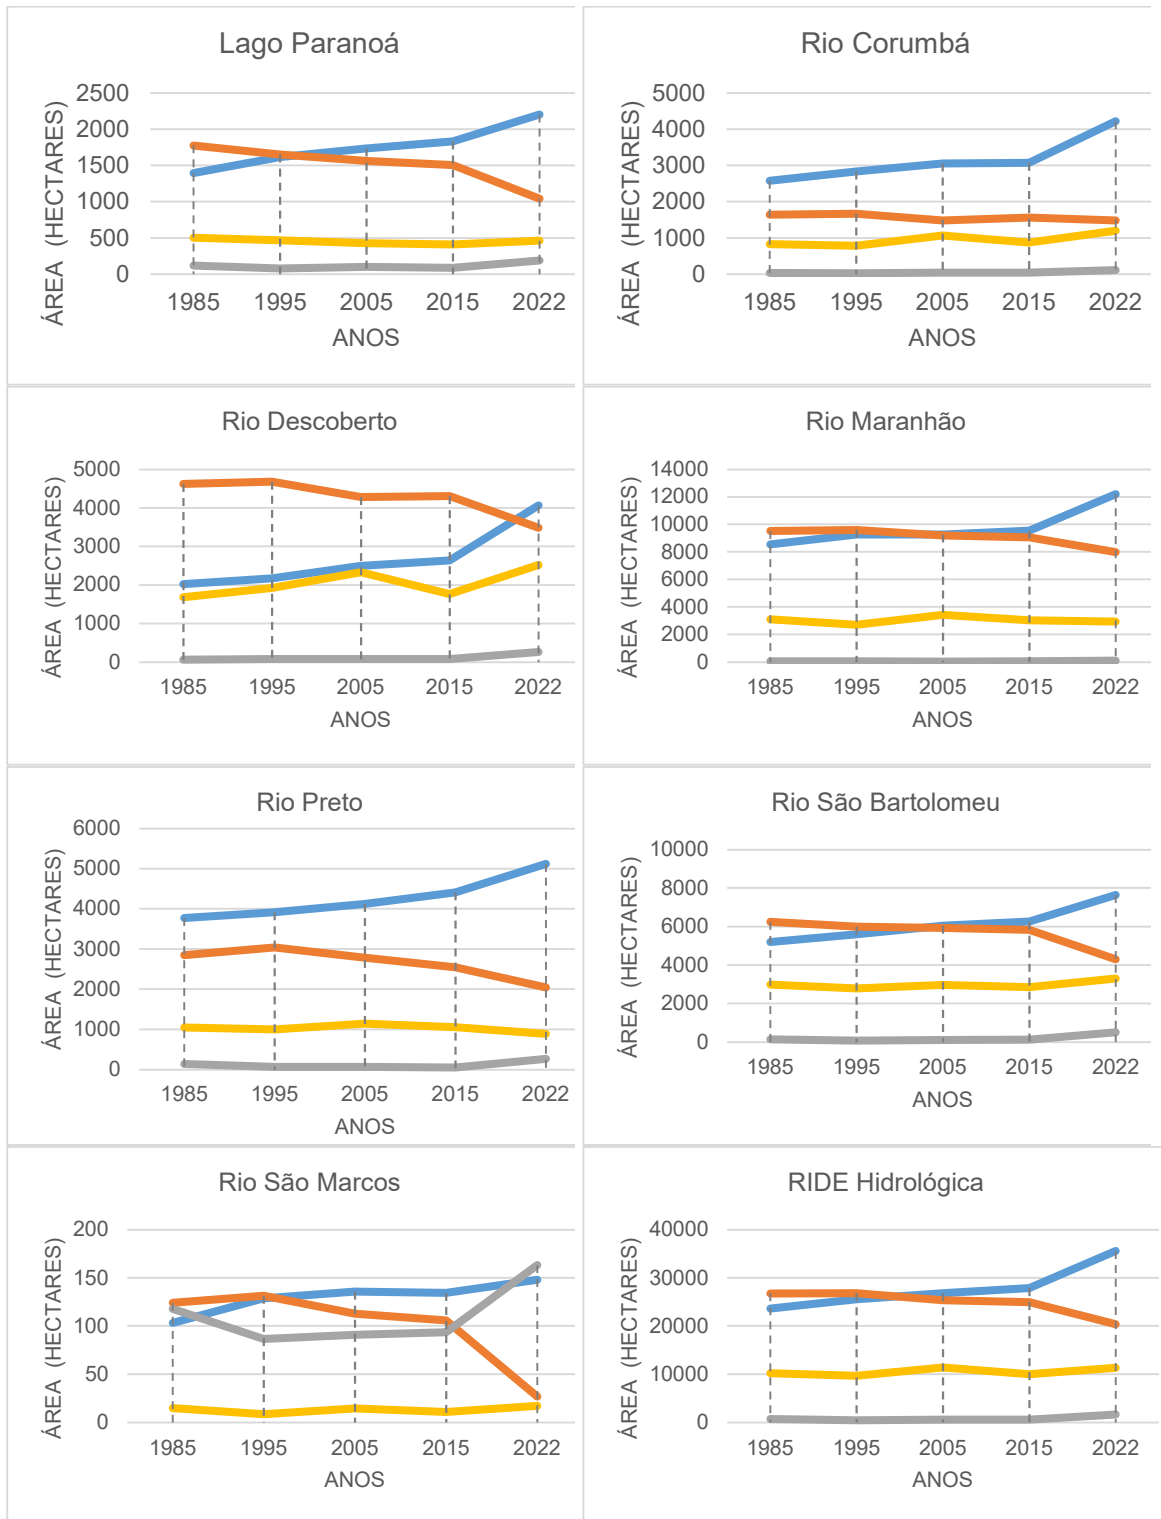 Lago Paranoá
ÁREA (HECTARES)
2500
2000
1500
1000
500
0
1985 1995 2005 2015 2022
ANOS
Rio Corumbá
ÁREA (HECTARES)
5000
4000
3000
2000
1000
0
1985 1995 2005 2015 2022
ANOS
Rio Descoberto
ÁREA (HECTARES)
5000
4000
3000
2000
1000
0
1985 1995 2005 2015 2022
ANOS
Rio Maranhão
ÁREA (HECTARES)
14000
12000
10000
8000
6000
4000
2000
0
1985 1995 2005 2015 2022
ANOS
Rio Preto
ÁREA (HECTARES)
6000
5000
4000
3000
2000
1000
0
1985 1995 2005 2015 2022
ANOS
Rio São Bartolomeu
ÁREA (HECTARES)
10000
8000
6000
4000
2000
0
1985 1995 2005 2015 2022
ANOS
Rio São Marcos
ÁREA (HECTARES)
200
150
100
50
0
1985 1995 2005 2015 2022
ANOS
RIDE Hidrológica
ÁREA (HECTARES)
40000
30000
20000
10000
0
1985 1995 2005 2015 2022
ANOS